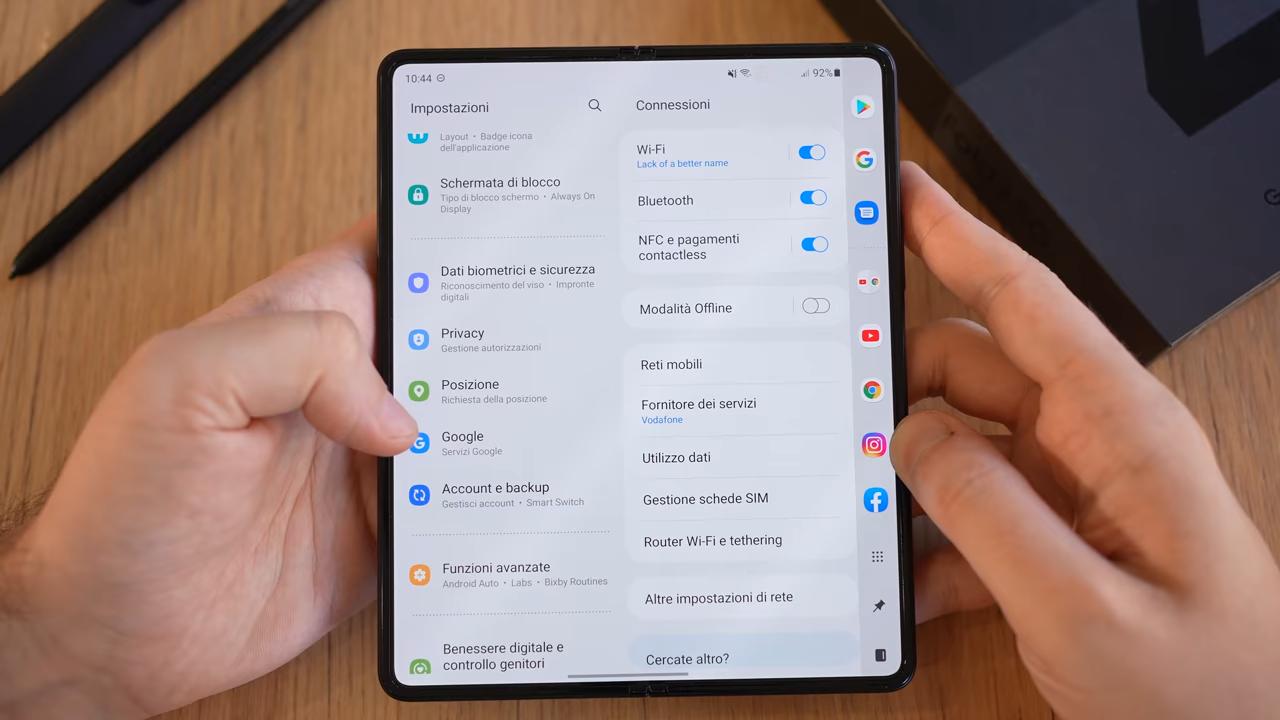 10:44
92%
Impostazioni
Layout • Badge icona
dell'applicazione
Schermata di blocco
Tipo di blocco schermo • Always On
Display
Dati biometrici e sicurezza
Riconoscimento del viso • Impronte
digitali
Privacy
Gestione autorizzazioni
Posizione
Richiesta della posizione
Google
Servizi Google
Account e backup
Gestisci account • Smart Switch
Funzioni avanzate
Android Auto • Labs • Bixby Routines
Benessere digitale e
controllo genitori
Connessioni
Wi-Fi
Lack of a better name
Bluetooth
NFC e pagamenti
contactless
Modalità Offline
Reti mobili
Fornitore dei servizi
Vodafone
Utilizzo dati
Gestione schede SIM
Router Wi-Fi e tethering
Altre impostazioni di rete
Cercate altro?